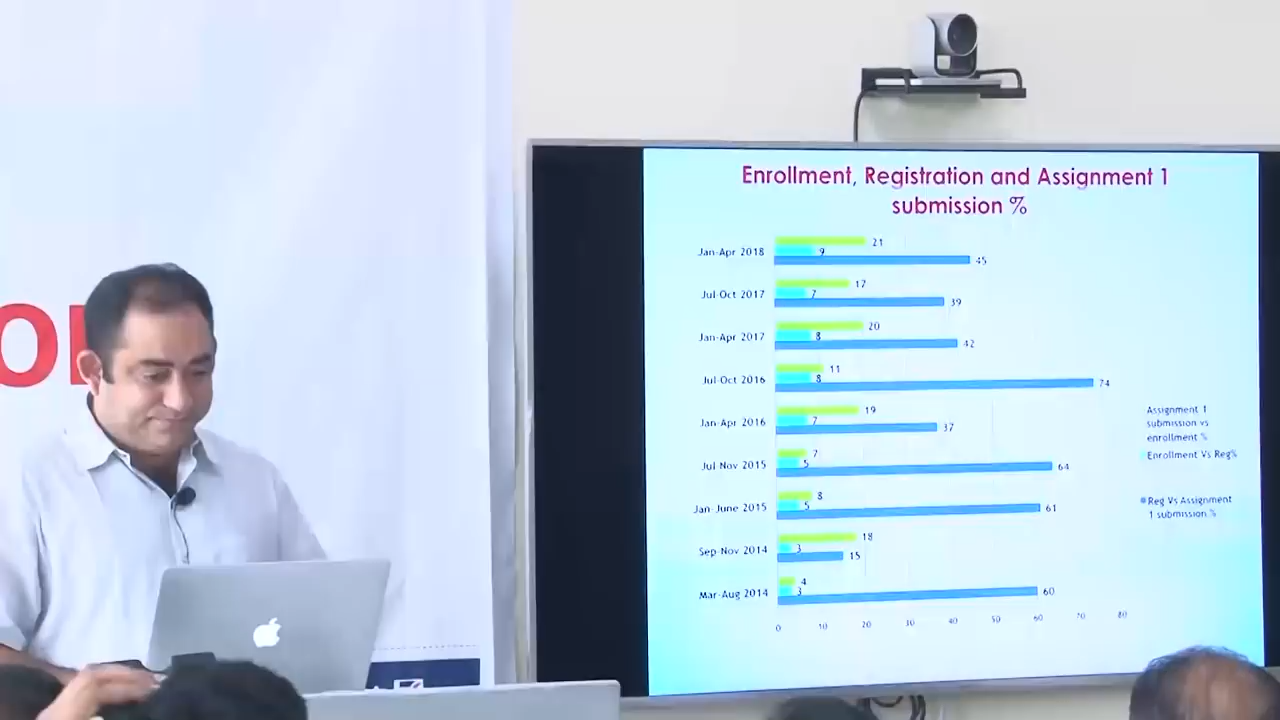 Enrollment, Registration and Assignment 1
submission %
Jan-Apr 2018
21
9
45
Jul-Oct 2017
17
7
39
Jan-Apr 2017
20
8
42
Jul-Oct 2016
11
8
74
Jan-Apr 2016
19
7
37
Jul-Nov 2015
7
5
64
Jan-June 2015
8
5
61
Sep-Nov 2014
18
3
15
Mar-Aug 2014
4
3
60
0 10 20 30 40 50 60 70 80
Assignment 1
submission vs
enrollment %
Enrollment Vs Reg%
Reg Vs Assignment
1 submission %